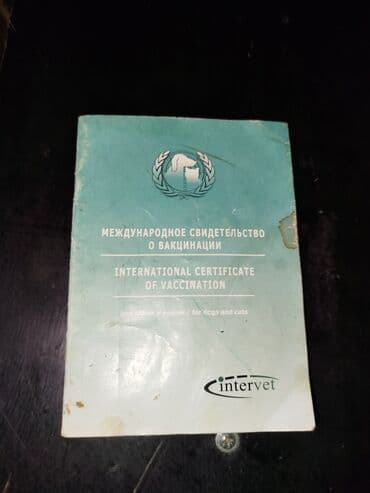 МЕЖДУНАРОДНОЕ СВИДЕТЕЛЬСТВО
О ВАКЦИНАЦИИ
INTERNATIONAL CERTIFICATE
OF VACCINATION
for dogs and cats
intervet